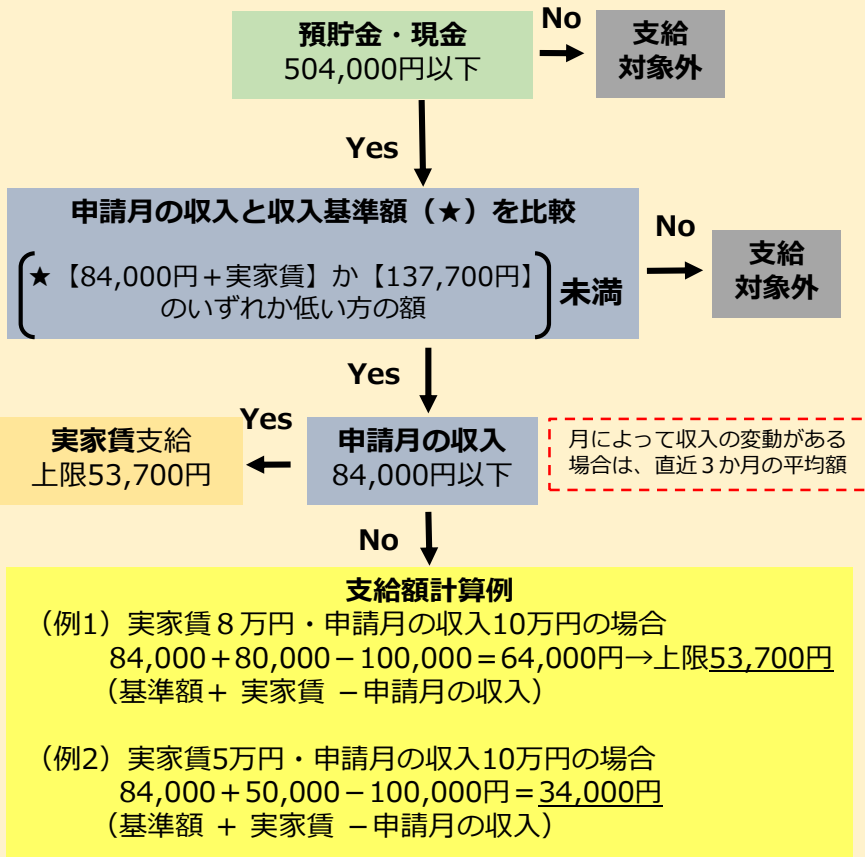 預貯金・現金
504,000円以下
No
支給
対象外
Yes
申請月の収入と収入基準額（★）を比較
★【84,000円＋実家賃】か【137,700円】
のいずれか低い方の額
未満
No
支給
対象外
Yes
実家賃支給
上限53,700円
Yes
申請月の収入
84,000円以下
月によって収入の変動がある
場合は、直近３か月の平均額
No
支給額計算例
（例1）実家賃８万円・申請月の収入10万円の場合
84,000＋80,000－100,000＝64,000円→上限53,700円
（基準額＋ 実家賃 －申請月の収入）
（例2）実家賃5万円・申請月の収入10万円の場合
84,000＋50,000－100,000円＝34,000円
（基準額 ＋ 実家賃 －申請月の収入）